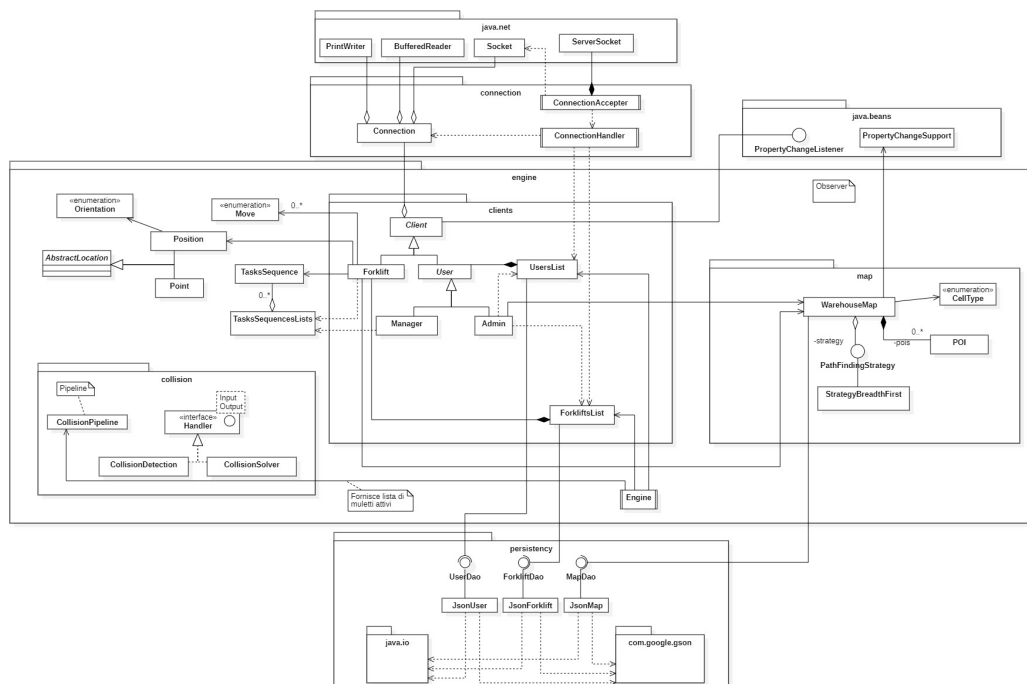 java.net
PrintWriter
BufferedReader
Socket
ServerSocket
connection
ConnectionAccepter
Connection
ConnectionHandler
java.beans
PropertyChangeListener
PropertyChangeSupport
engine
Observer
«enumeration»
Orientation
«enumeration»
Move
0..*
clients
Client
Position
AbstractLocation
Point
TasksSequence
0..*
TasksSequencesLists
Forklift
User
UsersList
Manager
Admin
map
«enumeration»
CellType
WarehouseMap
-strategy
-pois
0..*
POI
PathFindingStrategy
StrategyBreadthFirst
collision
Pipeline
CollisionPipeline
Input
Output
«interface»
Handler
CollisionDetection
CollisionSolver
ForkliftsList
Fornisce lista di
muletti attivi
Engine
persistency
UserDao
ForkliftDao
MapDao
JsonUser
JsonForklift
JsonMap
java.io
com.google.gson